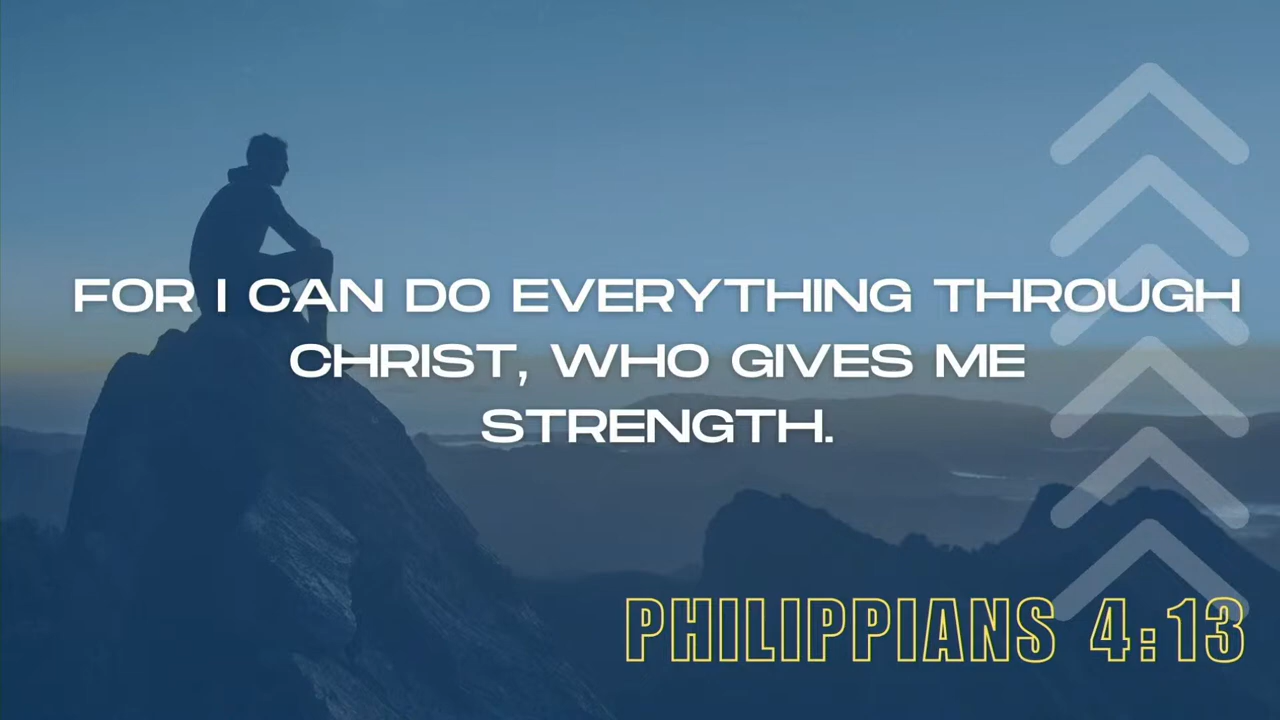 FOR I CAN DO EVERYTHING THROUGH
CHRIST, WHO GIVES ME
STRENGTH.
PHILIPPIANS 4:13